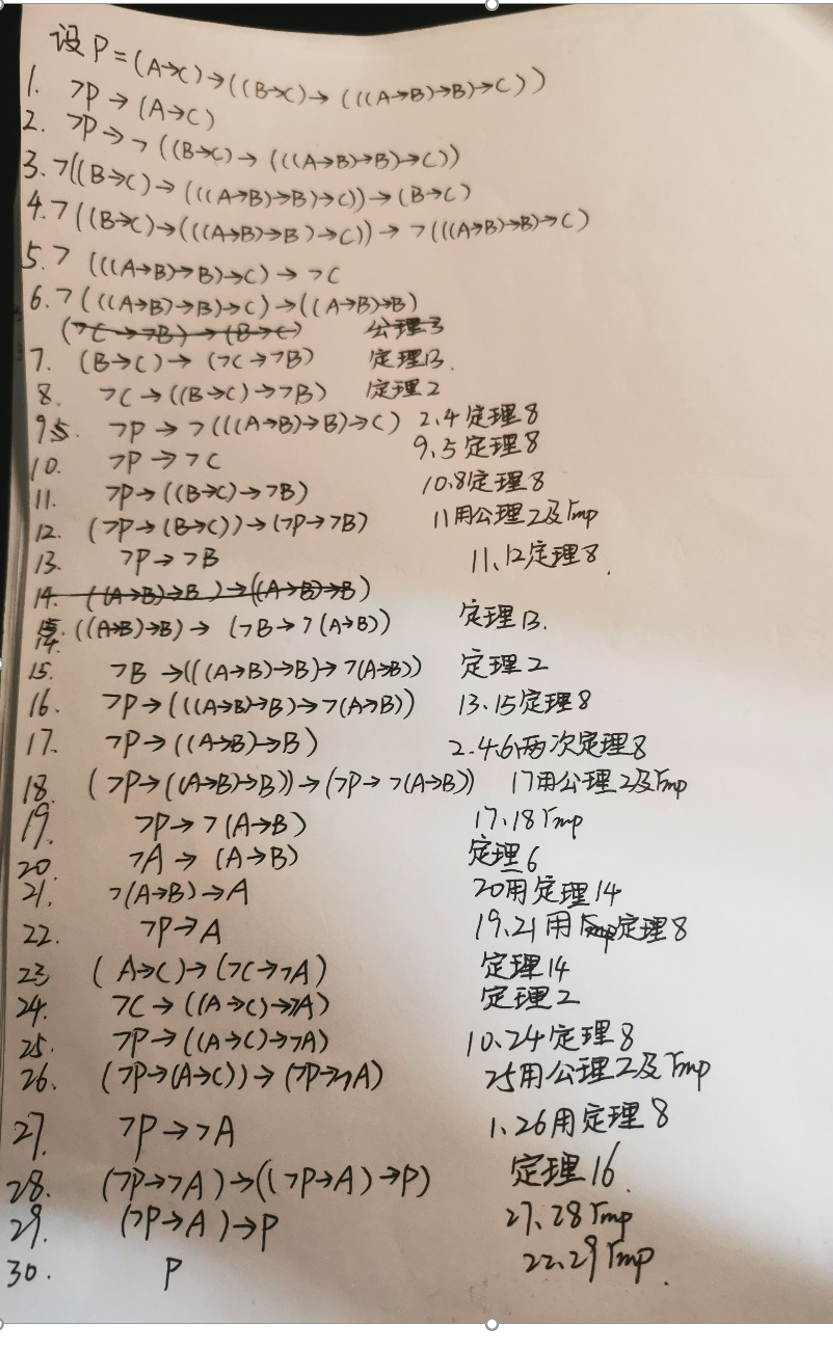 设 P = (A→C)→((B→C)→(((A→B)→B)→C))
1. ¬P→(A→C)
2. ¬P→¬((B→C)→(((A→B)→B)→C))
3. ¬((B→C)→(((A→B)→B)→C))→(B→C)
4. ¬((B→C)→(((A→B)→B)→C))→¬(((A→B)→B)→C)
5. ¬(((A→B)→B)→C)→¬C
6. ¬(((A→B)→B)→C)→((A→B)→B)
(¬C→¬B)→(B→C) 公理3
7. (B→C)→(¬C→¬B) 定理13.
8. ¬C→((B→C)→¬B) 定理2
9. ¬P→¬(((A→B)→B)→C) 2.4定理8
10. ¬P→¬C 9.5定理8
11. ¬P→((B→C)→¬B) 10.8定理8
12. (¬P→(B→C))→(¬P→¬B) 11用公理2及rmp
13. ¬P→¬B 11、12定理8.
14. ((A→B)→B)→((A→B)→B)
14. ((A→B)→B)→(¬B→¬(A→B)) 定理13.
15. ¬B→(((A→B)→B)→¬(A→B)) 定理2
16. ¬P→(((A→B)→B)→¬(A→B)) 13.15定理8
17. ¬P→((A→B)→B) 2.4.6两次定理8
18. (¬P→((A→B)→B))→(¬P→¬(A→B)) 17用公理2及rmp
19. ¬P→¬(A→B) 17.18rmp
20. ¬A→(A→B) 定理6
21. ¬(A→B)→A 20用定理14
22. ¬P→A 19.21用定理8
23 (A→C)→(¬C→¬A) 定理14
24. ¬C→((A→C)→¬A) 定理2
25. ¬P→((A→C)→¬A) 10.24定理8
26. (¬P→(A→C))→(¬P→¬A) 25用公理2及rmp
27. ¬P→¬A 1.26用定理8
28. (¬P→¬A)→((¬P→A)→P) 定理16.
29. (¬P→A)→P 27.28rmp
30. P 22.29rmp.